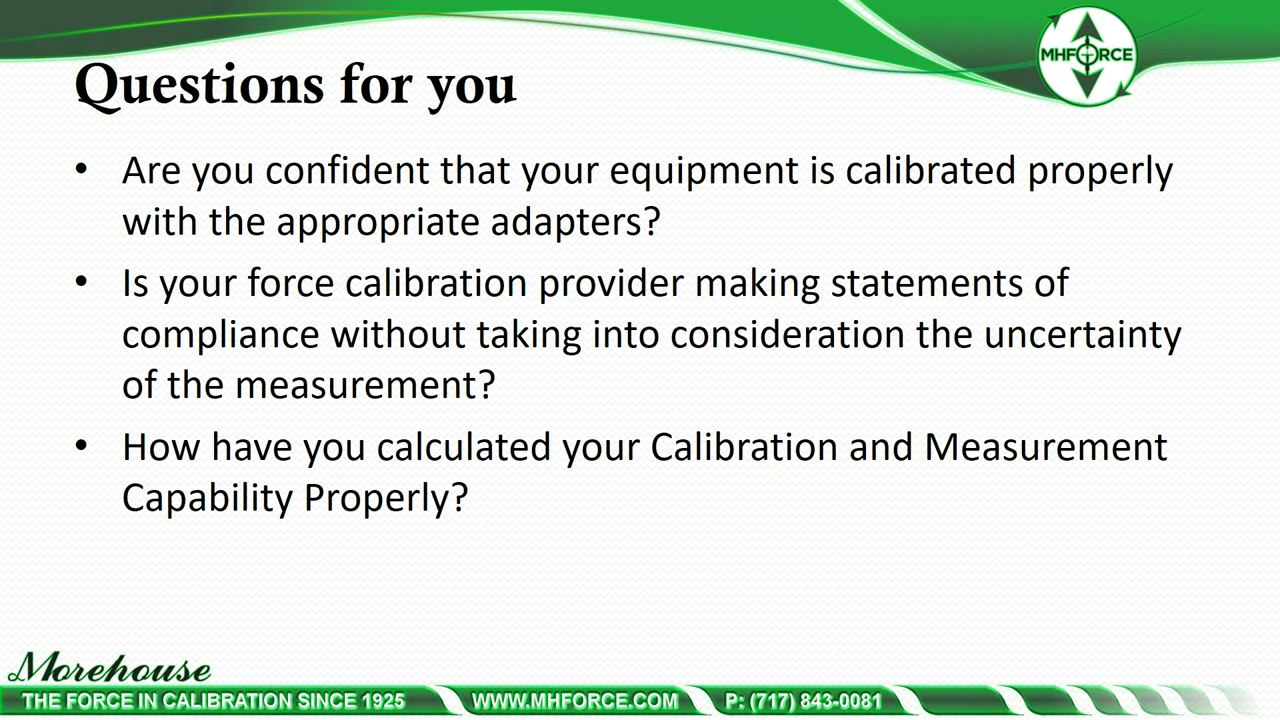 MHFORCE
Questions for you
• Are you confident that your equipment is calibrated properly
with the appropriate adapters?
• Is your force calibration provider making statements of
compliance without taking into consideration the uncertainty
of the measurement?
• How have you calculated your Calibration and Measurement
Capability Properly?
Morehouse
THE FORCE IN CALIBRATION SINCE 1925 WWW.MHFORCE.COM P: (717) 843-0081